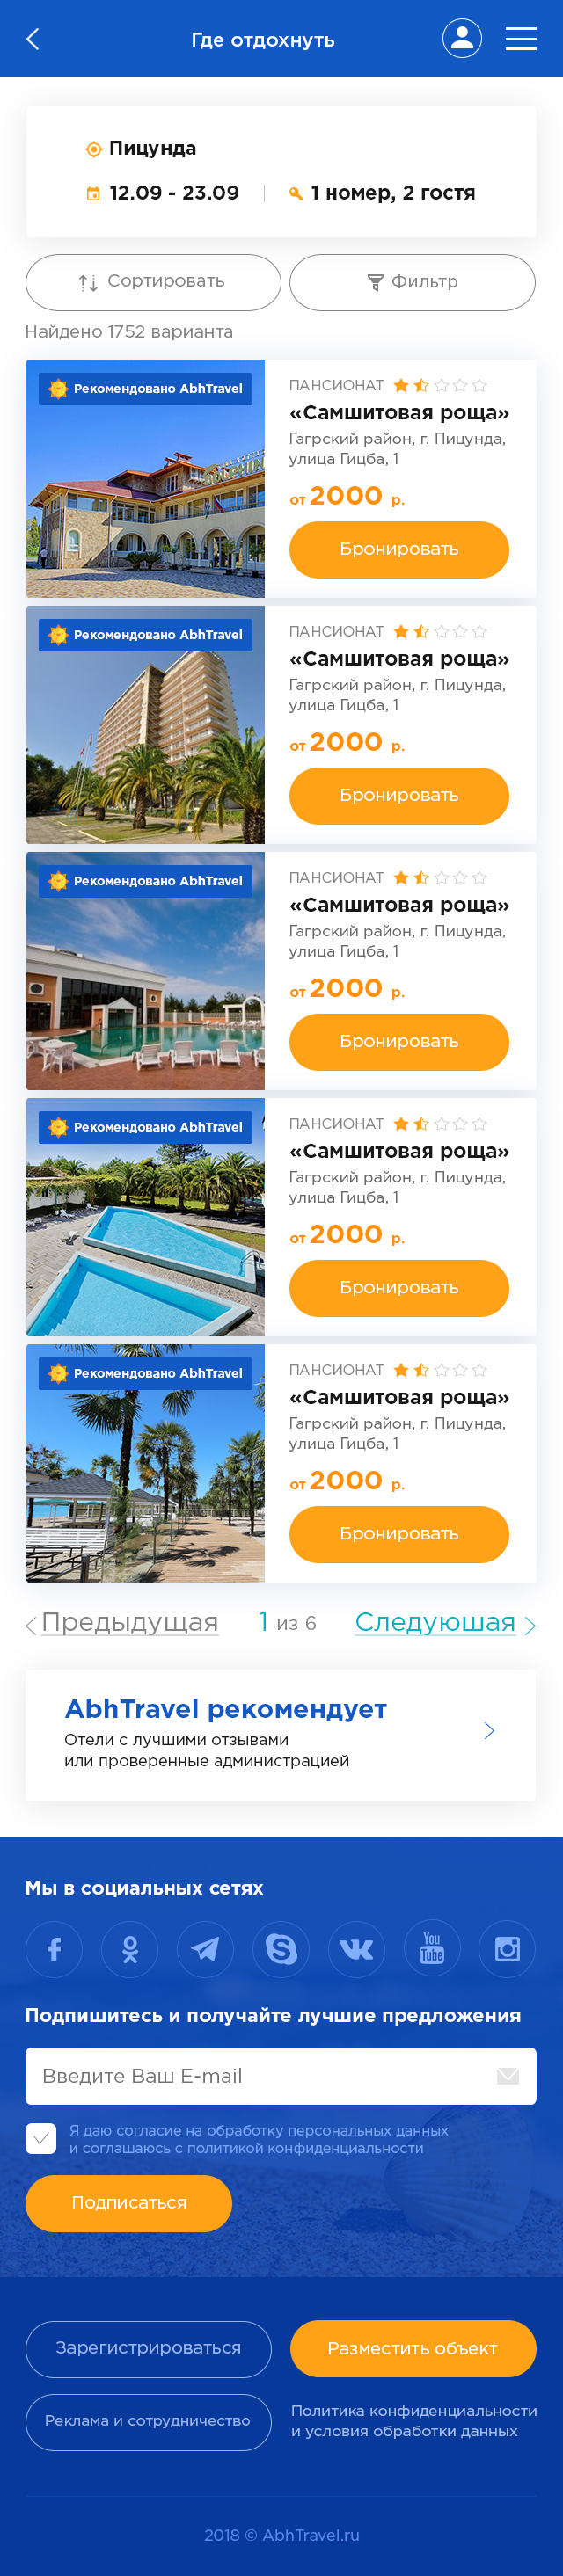 Где отдохнуть
Пицунда
12.09 - 23.09
1 номер, 2 гостя
Сортировать
Фильтр
Найдено 1752 варианта
Рекомендовано AbhTravel
ПАНСИОНАТ
«Самшитовая роща»
Гагрский район, г. Пицунда,
улица Гицба, 1
от 2000 р.
Бронировать
Рекомендовано AbhTravel
ПАНСИОНАТ
«Самшитовая роща»
Гагрский район, г. Пицунда,
улица Гицба, 1
от 2000 р.
Бронировать
Рекомендовано AbhTravel
ПАНСИОНАТ
«Самшитовая роща»
Гагрский район, г. Пицунда,
улица Гицба, 1
от 2000 р.
Бронировать
Рекомендовано AbhTravel
ПАНСИОНАТ
«Самшитовая роща»
Гагрский район, г. Пицунда,
улица Гицба, 1
от 2000 р.
Бронировать
Рекомендовано AbhTravel
ПАНСИОНАТ
«Самшитовая роща»
Гагрский район, г. Пицунда,
улица Гицба, 1
от 2000 р.
Бронировать
Предыдущая
1 из 6
Следуюшая
AbhTravel рекомендует
Отели с лучшими отзывами
или проверенные администрацией
Мы в социальных сетях
You
Tube
Подпишитесь и получайте лучшие предложения
Введите Ваш E-mail
Я даю согласие на обработку персональных данных
и соглашаюсь с политикой конфиденциальности
Подписаться
Зарегистрироваться
Разместить объект
Реклама и сотрудничество
Политика конфиденциальности
и условия обработки данных
2018 © AbhTravel.ru